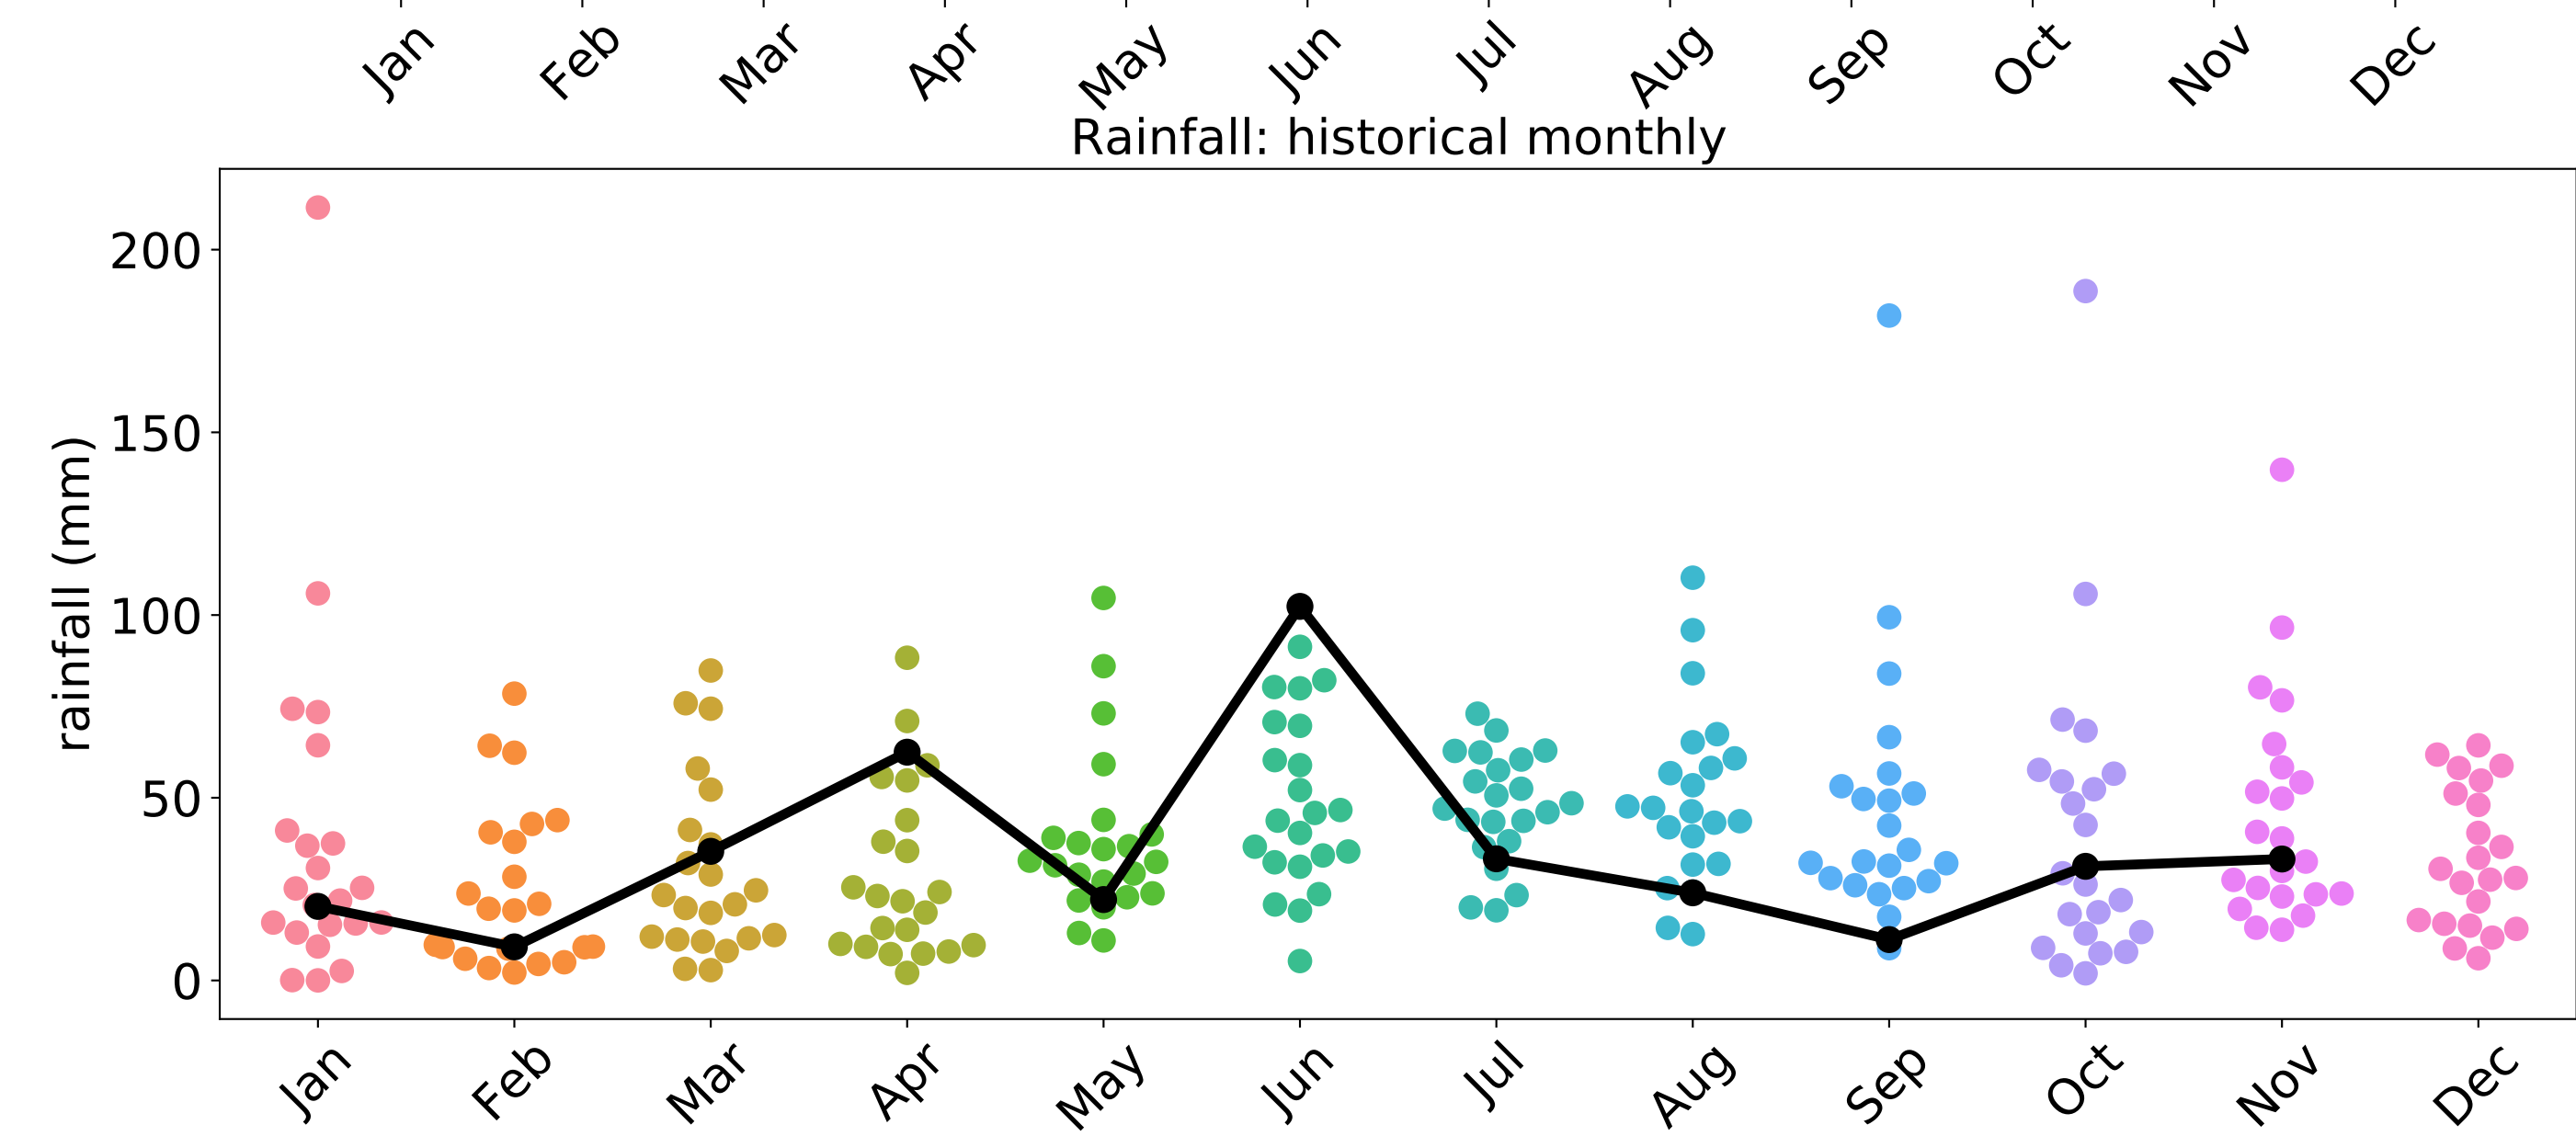 Jan Feb Mar Apr May Jun Jul Aug Sep Oct Nov Dec
Rainfall: historical monthly
rainfall (mm)
200
150
100
50
0
Jan Feb Mar Apr May Jun Jul Aug Sep Oct Nov Dec